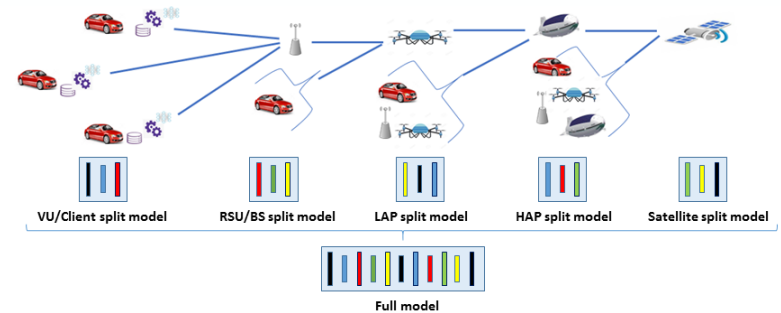 VU/Client split model
RSU/BS split model
LAP split model
HAP split model
Satellite split model
Full model